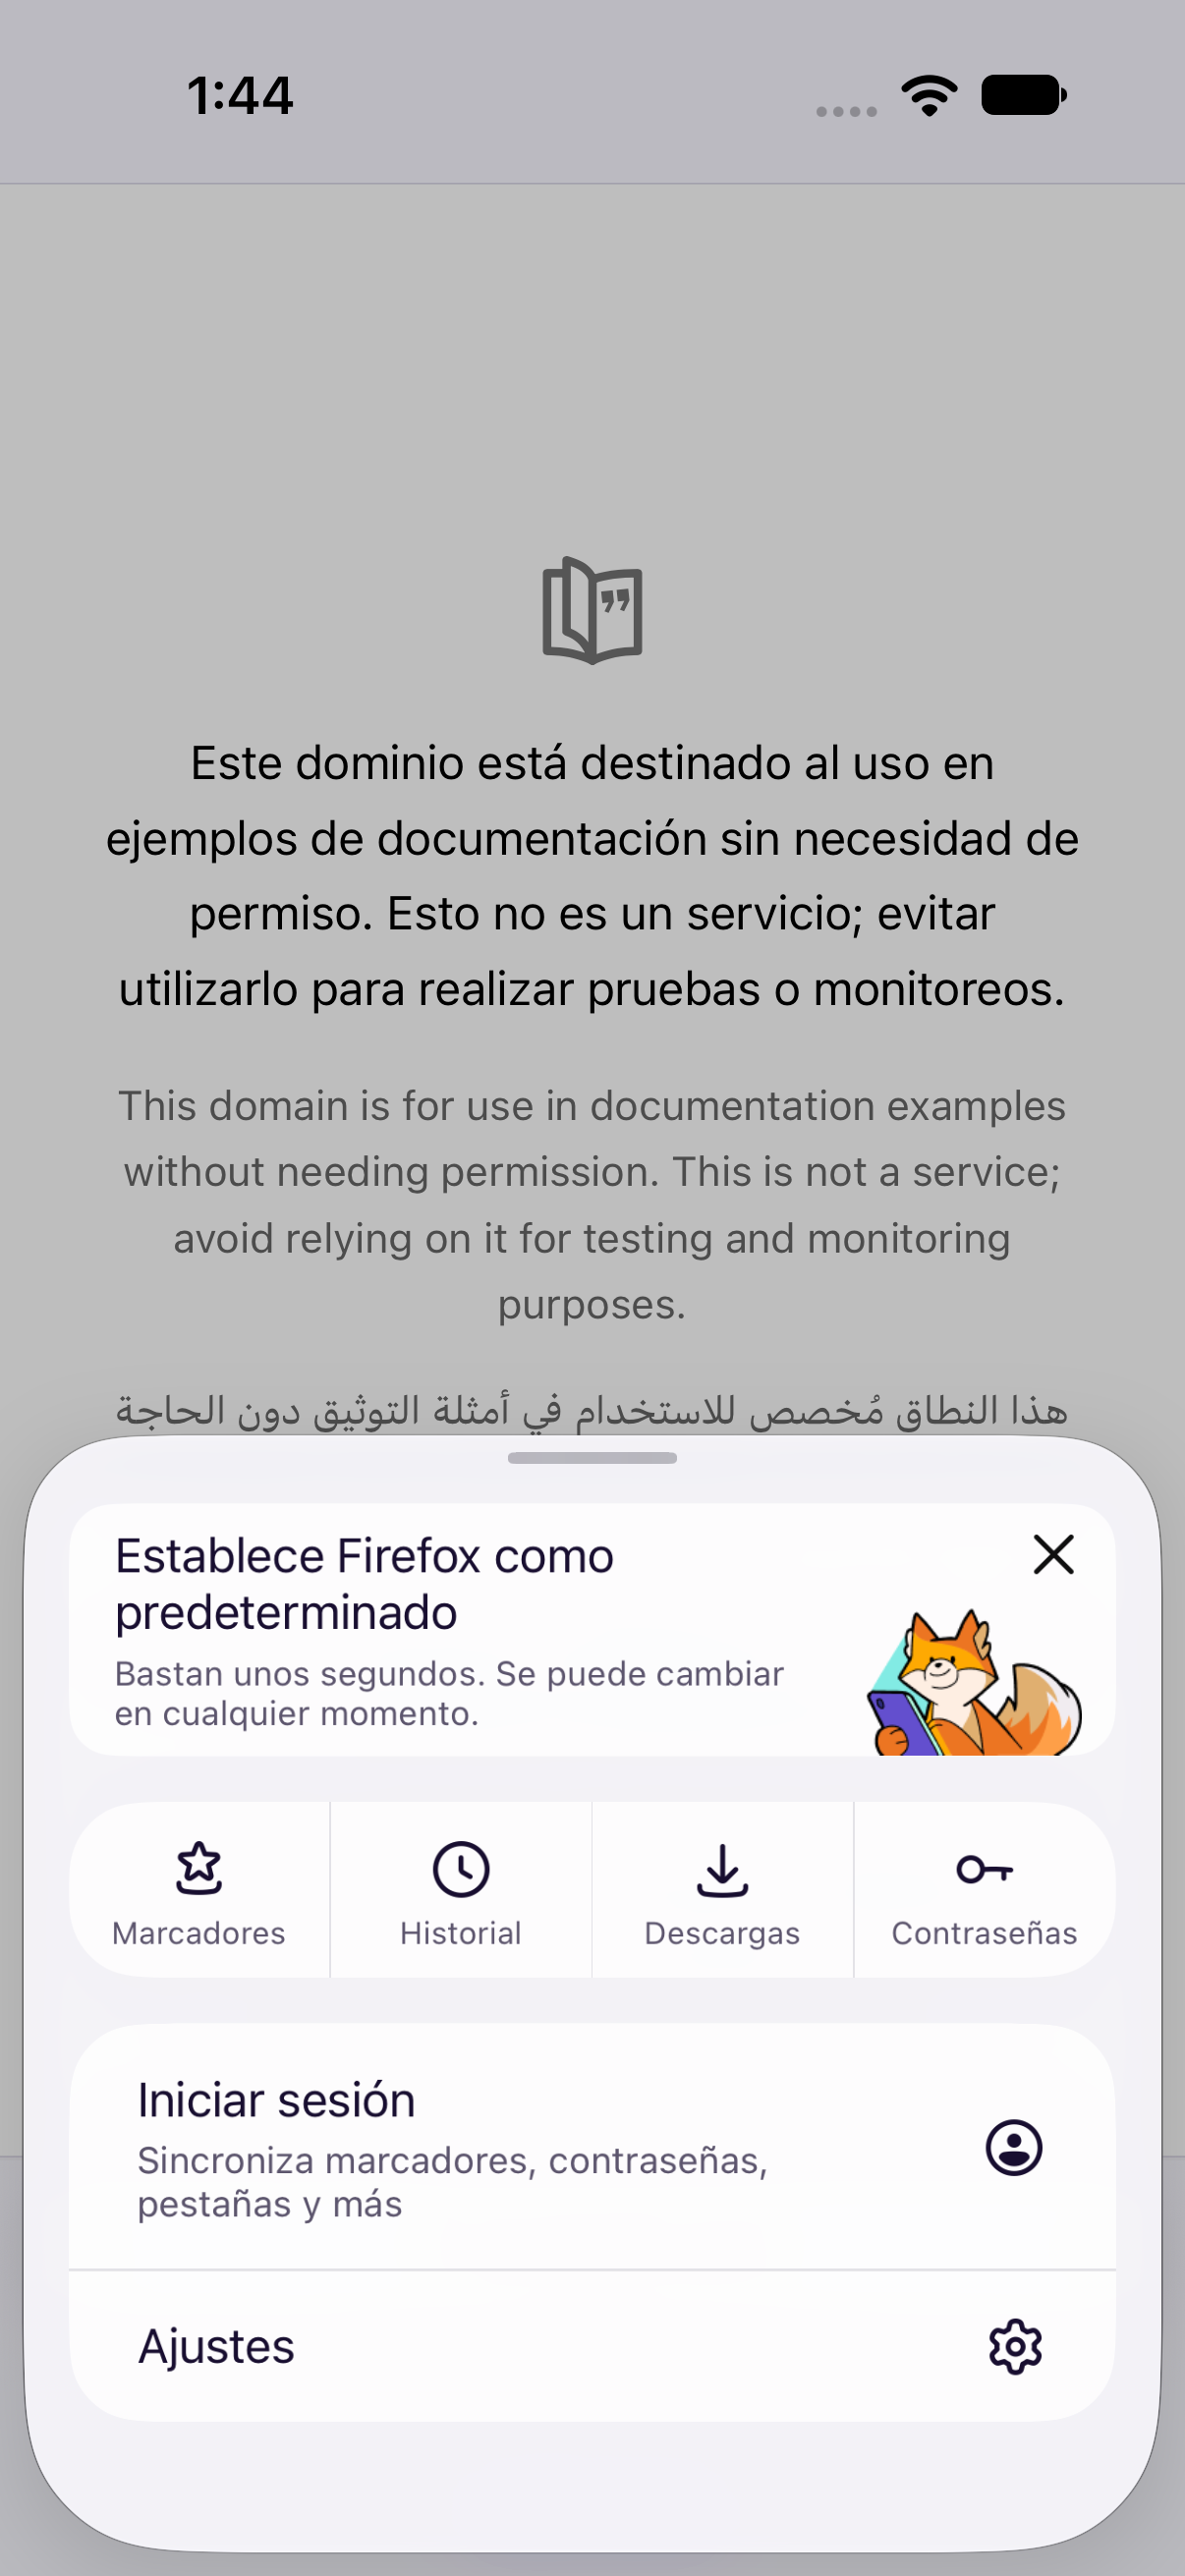 1:44
Este dominio está destinado al uso en
ejemplos de documentación sin necesidad de
permiso. Esto no es un servicio; evitar
utilizarlo para realizar pruebas o monitoreos.
This domain is for use in documentation examples
without needing permission. This is not a service;
avoid relying on it for testing and monitoring
purposes.
هذا النطاق مُخصص للاستخدام في أمثلة التوثيق دون الحاجة
Establece Firefox como
predeterminado
Bastan unos segundos. Se puede cambiar
en cualquier momento.
Marcadores
Historial
Descargas
Contraseñas
Iniciar sesión
Sincroniza marcadores, contraseñas,
pestañas y más
Ajustes